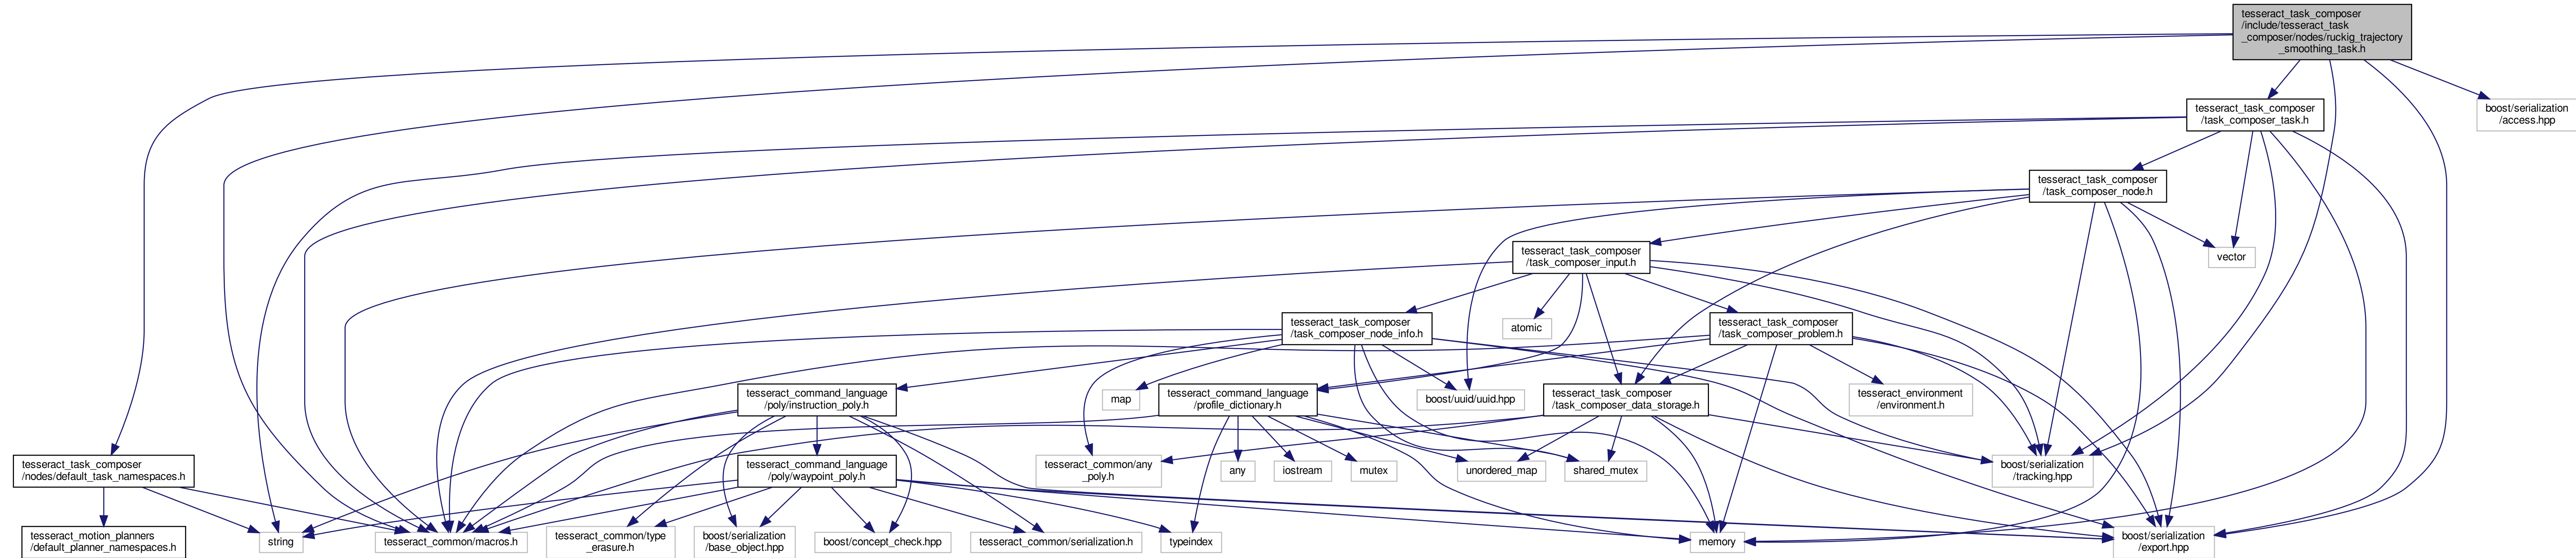 tesseract_task_composer
/include/tesseract_task
_composer/nodes/ruckig_trajectory
_smoothing_task.h
tesseract_task_composer
/task_composer_task.h
boost/serialization
/access.hpp
tesseract_task_composer
/task_composer_node.h
tesseract_task_composer
/task_composer_input.h
vector
tesseract_task_composer
/task_composer_node_info.h
atomic
tesseract_task_composer
/task_composer_problem.h
tesseract_command_language
/poly/instruction_poly.h
map
tesseract_command_language
/profile_dictionary.h
boost/uuid/uuid.hpp
tesseract_task_composer
/task_composer_data_storage.h
tesseract_environment
/environment.h
tesseract_task_composer
/nodes/default_task_namespaces.h
tesseract_command_language
/poly/waypoint_poly.h
tesseract_common/any
_poly.h
any
iostream
mutex
unordered_map
shared_mutex
boost/serialization
/tracking.hpp
tesseract_motion_planners
/default_planner_namespaces.h
string
tesseract_common/macros.h
tesseract_common/type
_erasure.h
boost/serialization
/base_object.hpp
boost/concept_check.hpp
tesseract_common/serialization.h
typeindex
memory
boost/serialization
/export.hpp